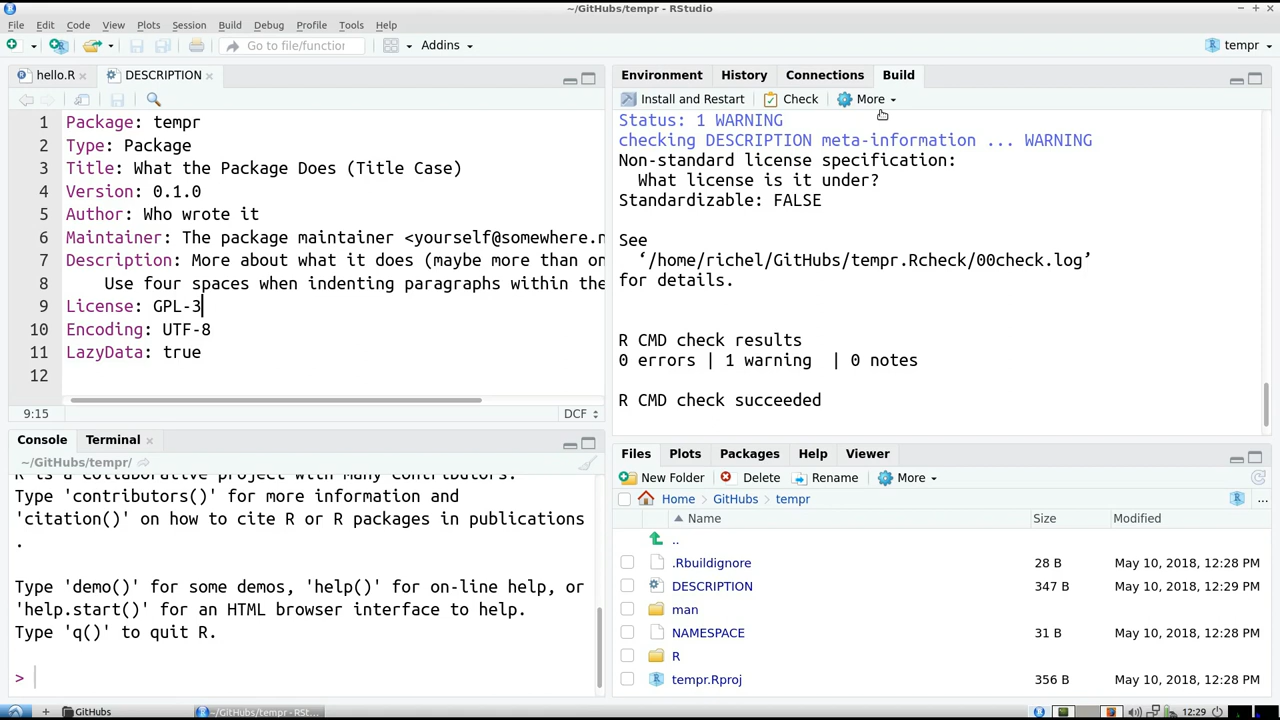 ~/GitHubs/tempr - RStudio
File Edit Code View Plots Session Build Debug Profile Tools Help
Go to file/function Addins tempr
hello.R DESCRIPTION
1 Package: tempr
2 Type: Package
3 Title: What the Package Does (Title Case)
4 Version: 0.1.0
5 Author: Who wrote it
6 Maintainer: The package maintainer <yourself@somewhere.n
7 Description: More about what it does (maybe more than on
8 Use four spaces when indenting paragraphs within the
9 License: GPL-3
10 Encoding: UTF-8
11 LazyData: true
12
9:15 DCF
Console Terminal
~/GitHubs/tempr/
R is a collaborative project with many contributors.
Type 'contributors()' for more information and
'citation()' on how to cite R or R packages in publications
.
Type 'demo()' for some demos, 'help()' for on-line help, or
'help.start()' for an HTML browser interface to help.
Type 'q()' to quit R.
>
Environment History Connections Build
Install and Restart Check More
Status: 1 WARNING
checking DESCRIPTION meta-information ... WARNING
Non-standard license specification:
What license is it under?
Standardizable: FALSE
See
‘/home/richel/GitHubs/tempr.Rcheck/00check.log’
for details.
R CMD check results
0 errors | 1 warning | 0 notes
R CMD check succeeded
Files Plots Packages Help Viewer
New Folder Delete Rename More
Home GitHubs tempr ...
Name Size Modified
..
.Rbuildignore 28 B May 10, 2018, 12:28 PM
DESCRIPTION 347 B May 10, 2018, 12:29 PM
man
NAMESPACE 31 B May 10, 2018, 12:28 PM
R
tempr.Rproj 356 B May 10, 2018, 12:28 PM
GitHubs ~/GitHubs/tempr - RSt... 12:29